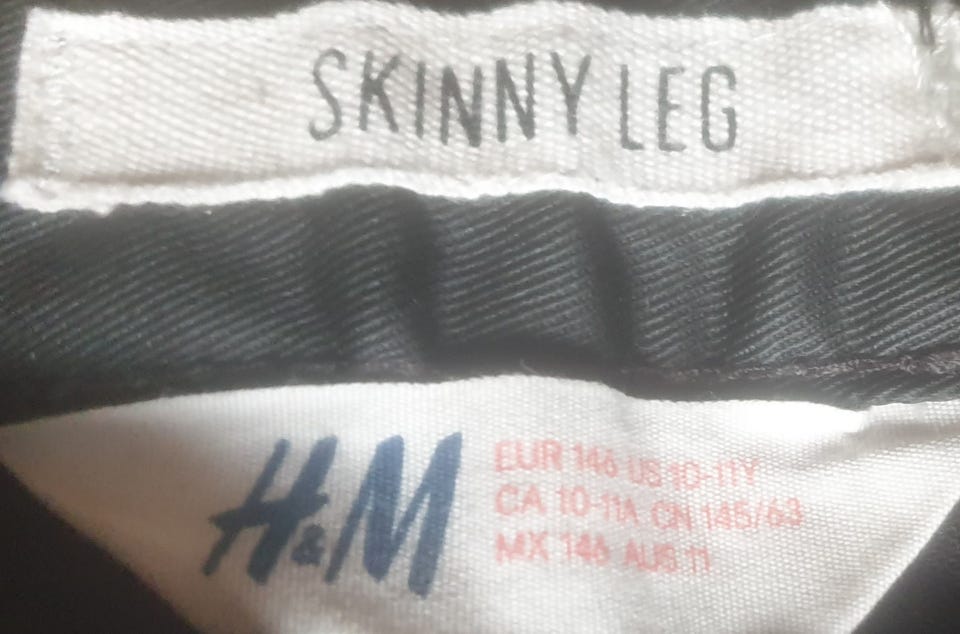 SKINNY LEG
H&M
EUR 146 US 10-11Y
CA 10-11A CN 145/63
MX 146 AUS 11